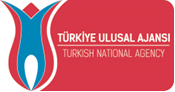 TÜRKİYE ULUSAL AJANSI
TURKISH NATIONAL AGENCY